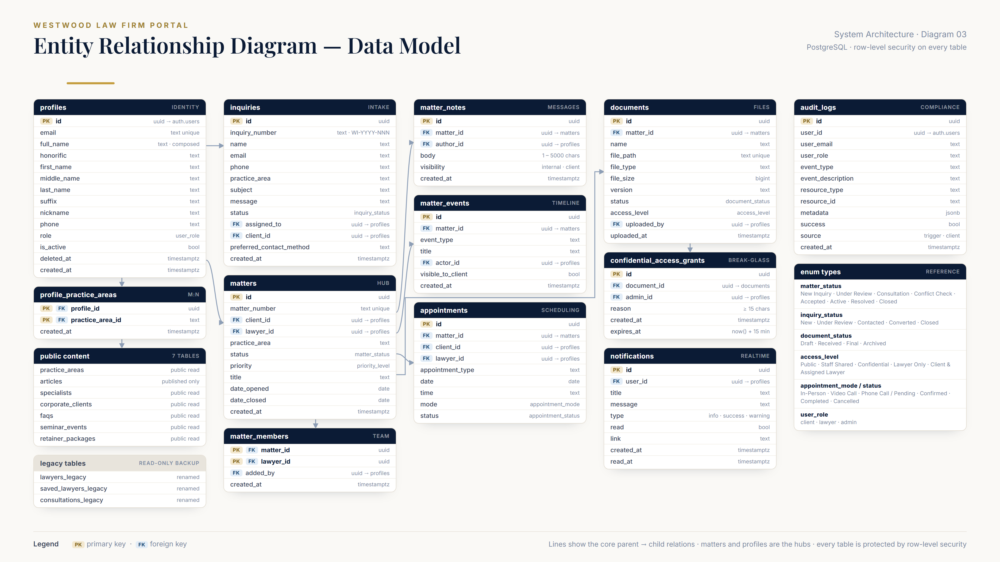 WESTWOOD LAW FIRM PORTAL
Entity Relationship Diagram — Data Model
System Architecture · Diagram 03
PostgreSQL · row-level security on every table
profiles IDENTITY
PK id uuid → auth.users
email text unique
full_name text · composed
honorific text
first_name text
middle_name text
last_name text
suffix text
nickname text
phone text
role user_role
is_active bool
deleted_at timestamptz
created_at timestamptz
profile_practice_areas M:N
PK FK profile_id uuid
PK FK practice_area_id text
created_at timestamptz
public content 7 TABLES
practice_areas public read
articles published only
specialists public read
corporate_clients public read
faqs public read
seminar_events public read
retainer_packages public read
legacy tables READ-ONLY BACKUP
lawyers_legacy renamed
saved_lawyers_legacy renamed
consultations_legacy renamed
inquiries INTAKE
PK id uuid
inquiry_number text · WI-YYYY-NNN
name text
email text
phone text
practice_area text
subject text
message text
status inquiry_status
FK assigned_to uuid → profiles
FK client_id uuid → profiles
preferred_contact_method text
created_at timestamptz
matters HUB
PK id uuid
matter_number text unique
FK client_id uuid → profiles
FK lawyer_id uuid → profiles
practice_area text
status matter_status
priority priority_level
title text
date_opened date
date_closed date
created_at timestamptz
matter_members TEAM
PK FK matter_id uuid
PK FK lawyer_id uuid
FK added_by uuid → profiles
created_at timestamptz
matter_notes MESSAGES
PK id uuid
FK matter_id uuid → matters
FK author_id uuid → profiles
body 1 – 5000 chars
visibility internal · client
created_at timestamptz
matter_events TIMELINE
PK id uuid
FK matter_id uuid → matters
event_type text
title text
FK actor_id uuid → profiles
visible_to_client bool
created_at timestamptz
appointments SCHEDULING
PK id uuid
FK matter_id uuid → matters
FK client_id uuid → profiles
FK lawyer_id uuid → profiles
appointment_type text
date date
time text
mode appointment_mode
status appointment_status
documents FILES
PK id uuid
FK matter_id uuid → matters
name text
file_path text unique
file_type text
file_size bigint
version text
status document_status
access_level access_level
FK uploaded_by uuid → profiles
uploaded_at timestamptz
confidential_access_grants BREAK-GLASS
PK id uuid
FK document_id uuid → documents
FK admin_id uuid → profiles
reason ≥ 15 chars
created_at timestamptz
expires_at now() + 15 min
notifications REALTIME
PK id uuid
FK user_id uuid → profiles
title text
message text
type info · success · warning
read bool
link text
created_at timestamptz
read_at timestamptz
audit_logs COMPLIANCE
PK id uuid
user_id uuid → auth.users
user_email text
user_role text
event_type text
event_description text
resource_type text
resource_id text
metadata jsonb
success bool
source trigger · client
created_at timestamptz
enum types REFERENCE
matter_status
New Inquiry · Under Review · Consultation · Conflict Check ·
Accepted · Active · Resolved · Closed
inquiry_status
New · Under Review · Contacted · Converted · Closed
document_status
Draft · Received · Final · Archived
access_level
Public · Staff Shared · Confidential · Lawyer Only · Client &
Assigned Lawyer
appointment_mode / status
In-Person · Video Call · Phone Call / Pending · Confirmed ·
Completed · Cancelled
user_role
client · lawyer · admin
Legend PK primary key · FK foreign key
Lines show the core parent → child relations · matters and profiles are the hubs · every table is protected by row-level security